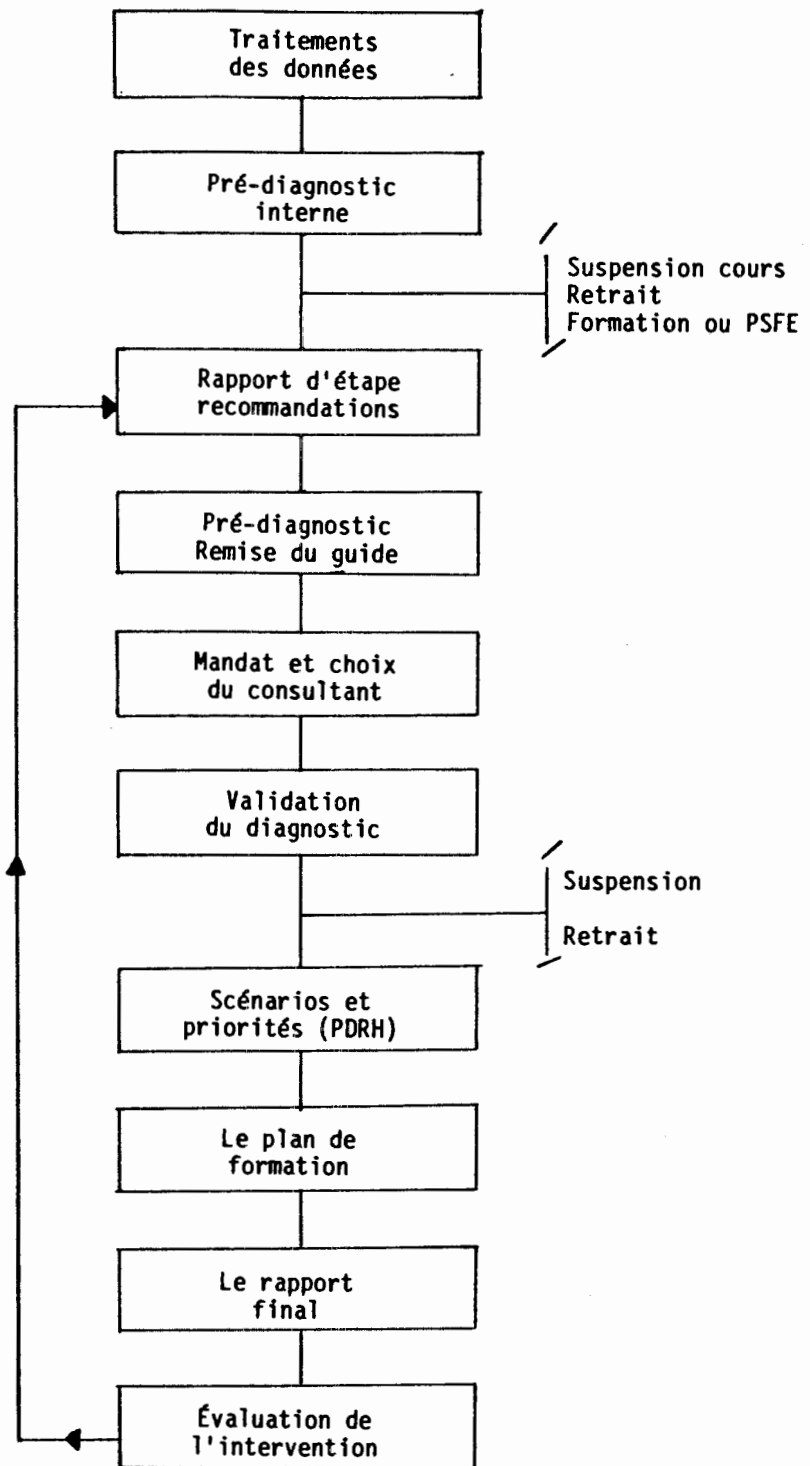 Traitements
des données
Pré-diagnostic
interne
Suspension cours
Retrait
Formation ou PSFE
Rapport d'étape
recommandations
Pré-diagnostic
Remise du guide
Mandat et choix
du consultant
Validation
du diagnostic
Suspension
Retrait
Scénarios et
priorités (PDRH)
Le plan de
formation
Le rapport
final
Évaluation de
l'intervention